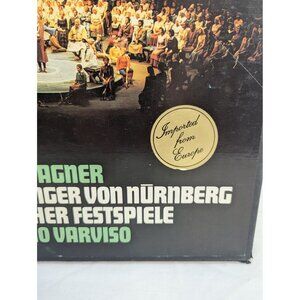 Imported
from
Europe
AGNER
NGER VON NÜRNBERG
HER FESTSPIELE
O VARVISO